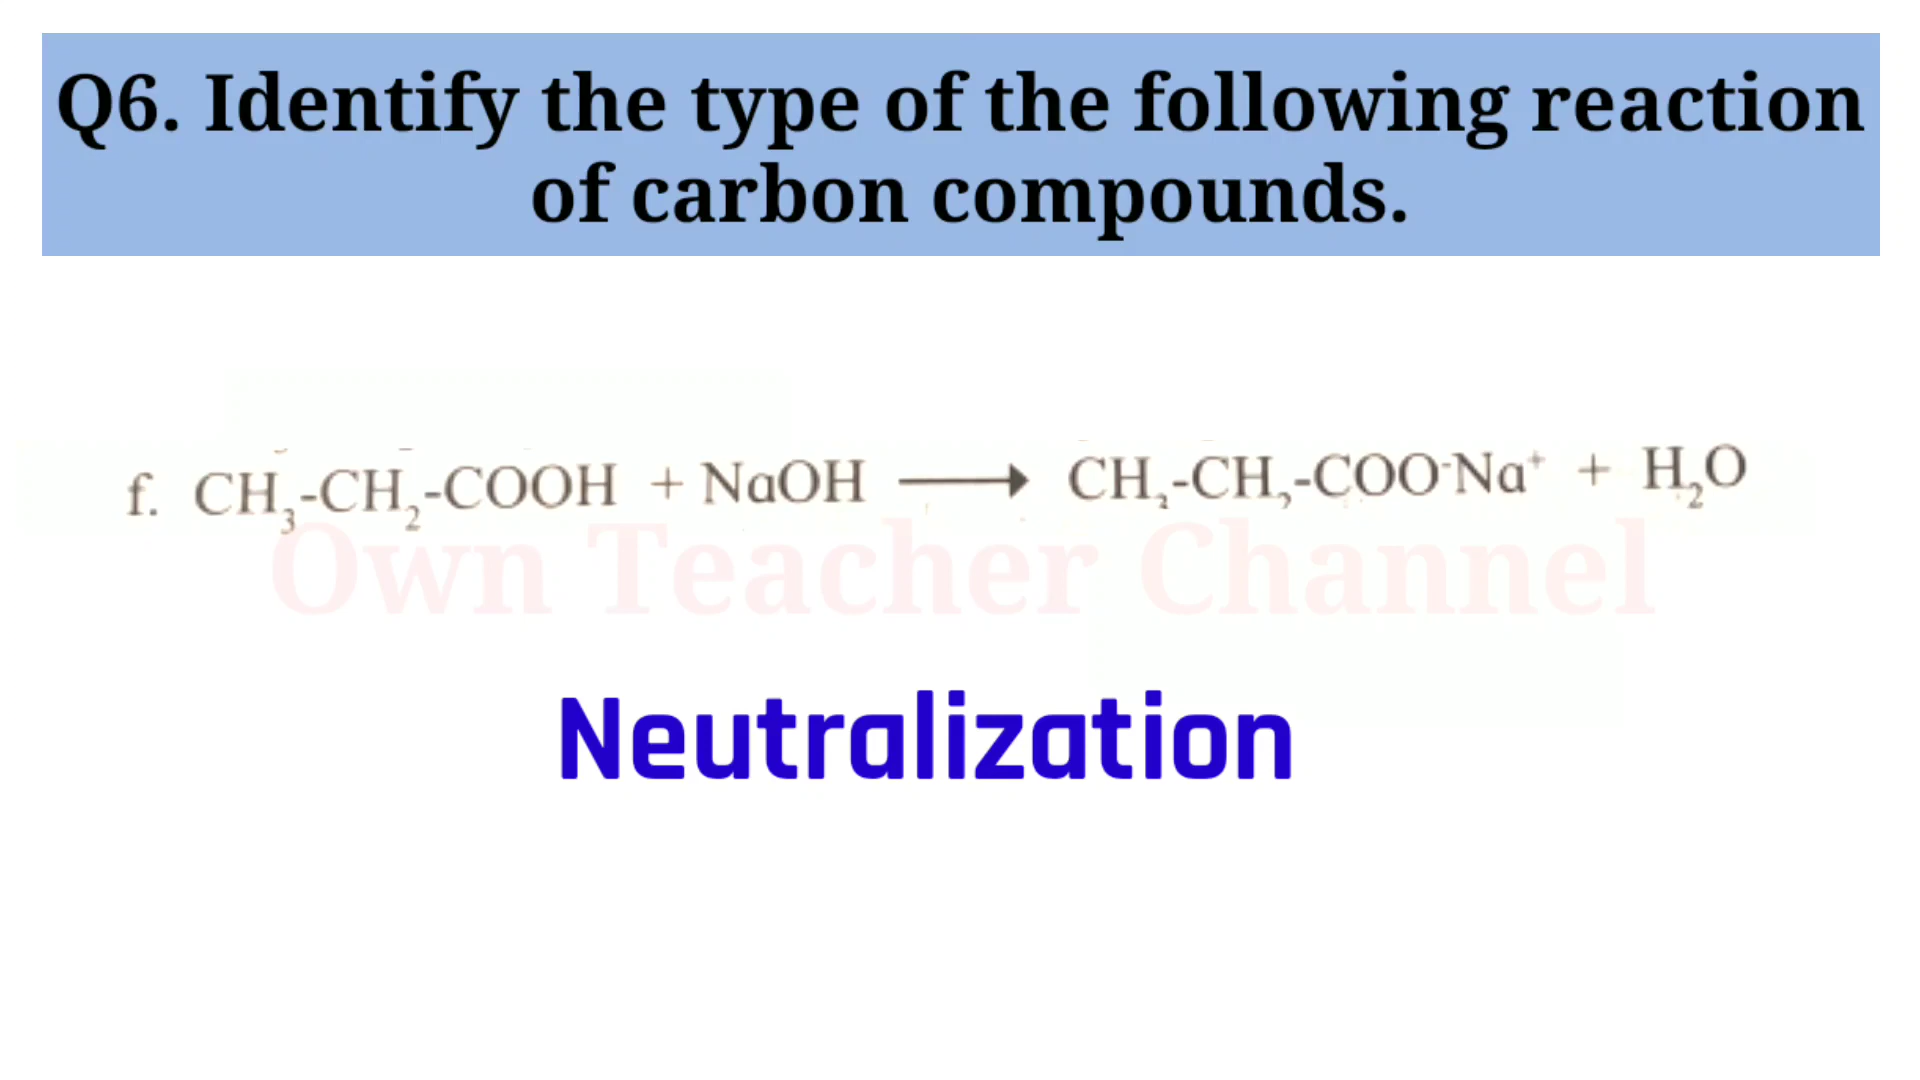 Q6. Identify the type of the following reaction
of carbon compounds.
f. CH₃-CH₂-COOH + NaOH ⟶ CH₃-CH₂-COO⁻Na⁺ + H₂O
Own Teacher Channel
Neutralization